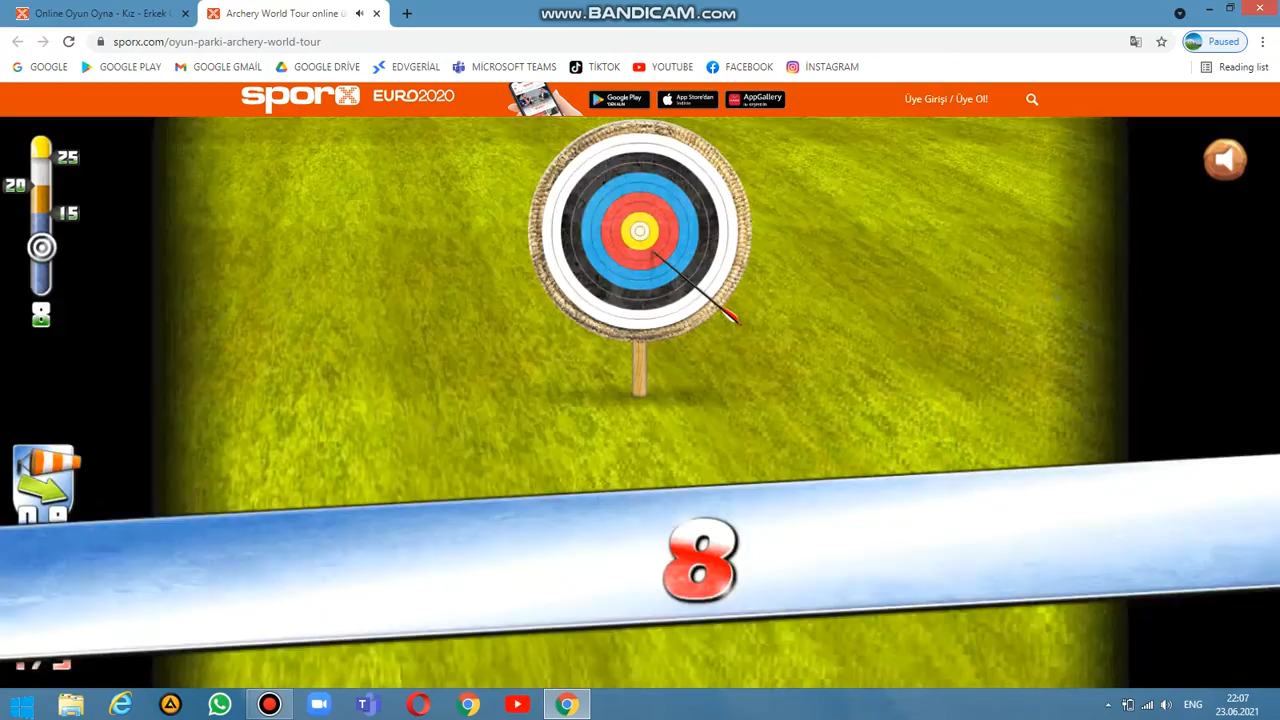 www.BANDICAM.com
Online Oyun Oyna - Kız - Erkek
Archery World Tour online ü
sporx.com/oyun-parki-archery-world-tour
Paused
GOOGLE
GOOGLE PLAY
GOOGLE GMAİL
GOOGLE DRİVE
EDVGERİAL
MİCROSOFT TEAMS
TİKTOK
YOUTUBE
FACEBOOK
İNSTAGRAM
Reading list
sporx EURO2020
Google Play
App Store'dan
AppGallery
Üye Girişi / Üye Ol!
25
20
15
8
8
ENG
22:07
23.06.2021